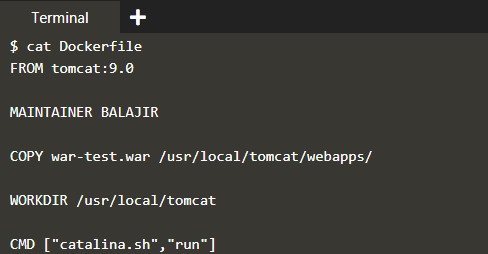 Terminal +
$ cat Dockerfile
FROM tomcat:9.0
MAINTAINER BALAJIR
COPY war-test.war /usr/local/tomcat/webapps/
WORKDIR /usr/local/tomcat
CMD ["catalina.sh","run"]